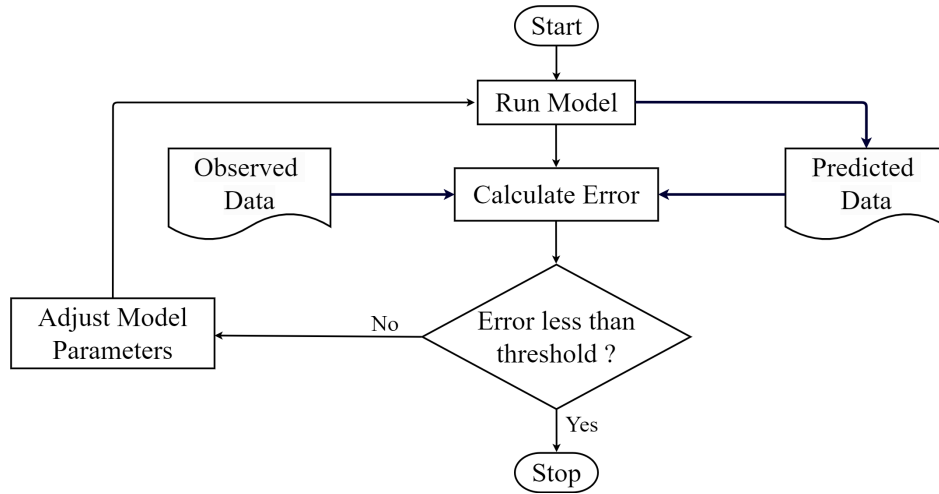 Start
Run Model
Observed
Data
Calculate Error
Predicted
Data
Adjust Model
Parameters
No
Error less than
threshold ?
Yes
Stop